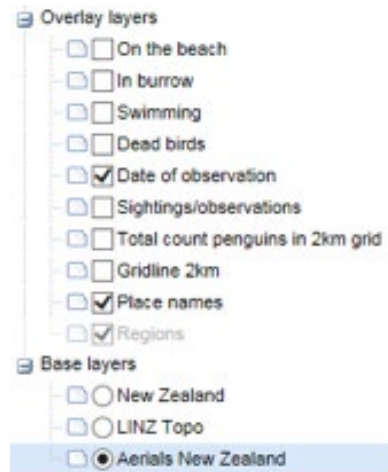 Overlay layers
On the beach
In burrow
Swimming
Dead birds
Date of observation
Sightings/observations
Total count penguins in 2km grid
Gridline 2km
Place names
Regions
Base layers
New Zealand
LINZ Topo
Aerials New Zealand